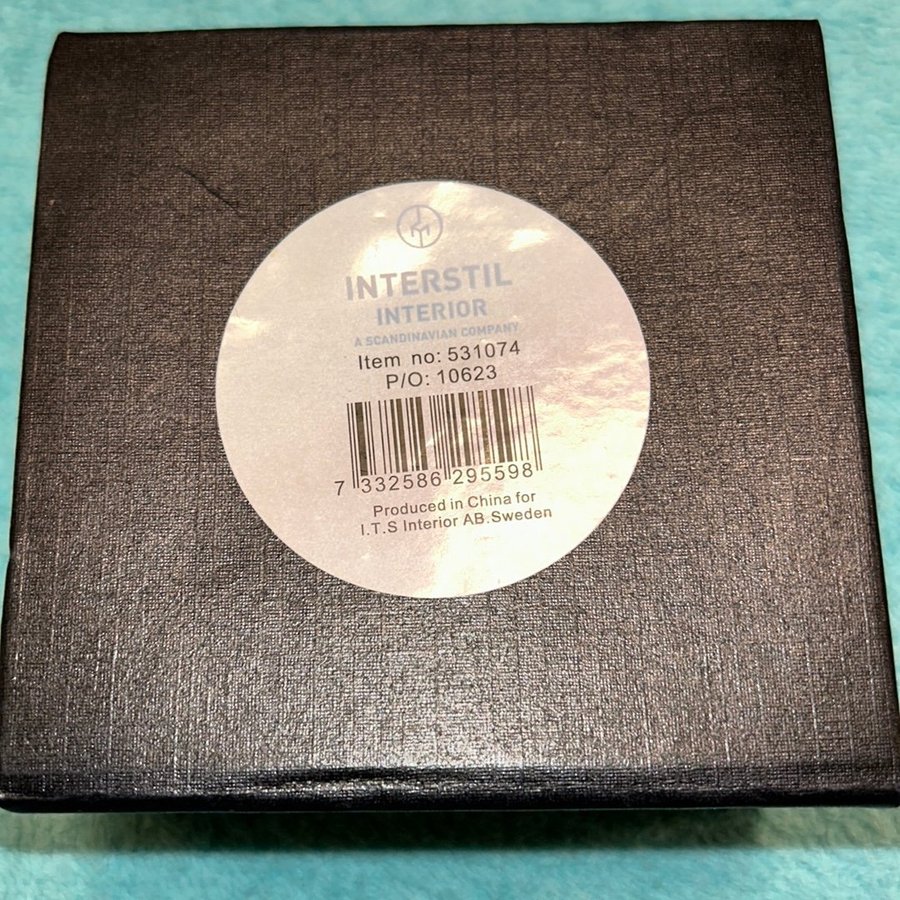 INTERSTIL
INTERIOR
A SCANDINAVIAN COMPANY
Item no: 531074
P/O: 10623
7 332586 295598
Produced in China for
I.T.S Interior AB.Sweden